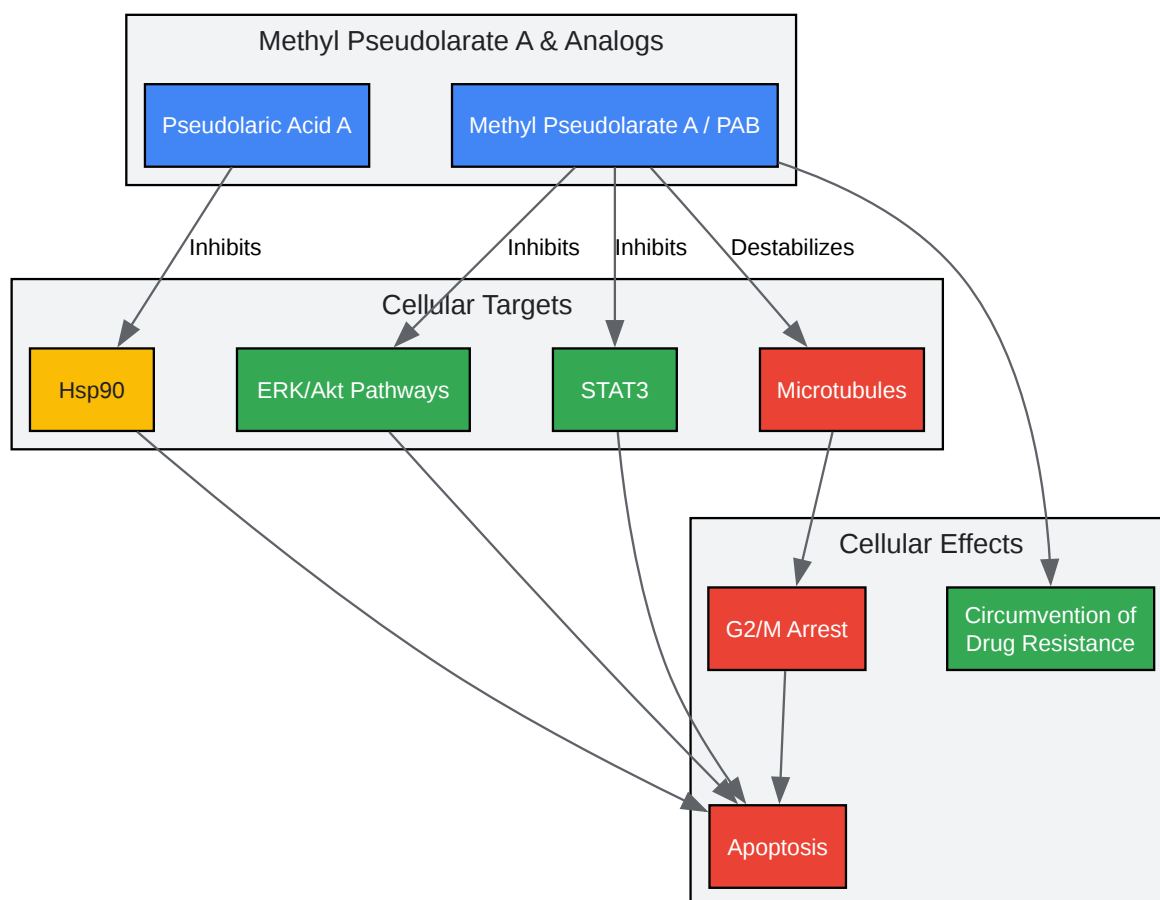 Methyl Pseudolarate A & Analogs
Pseudolaric Acid A
Methyl Pseudolarate A / PAB
Inhibits
Inhibits
Inhibits
Destabilizes
Cellular Targets
Hsp90
ERK/Akt Pathways
STAT3
Microtubules
Cellular Effects
G2/M Arrest
Circumvention of
Drug Resistance
Apoptosis